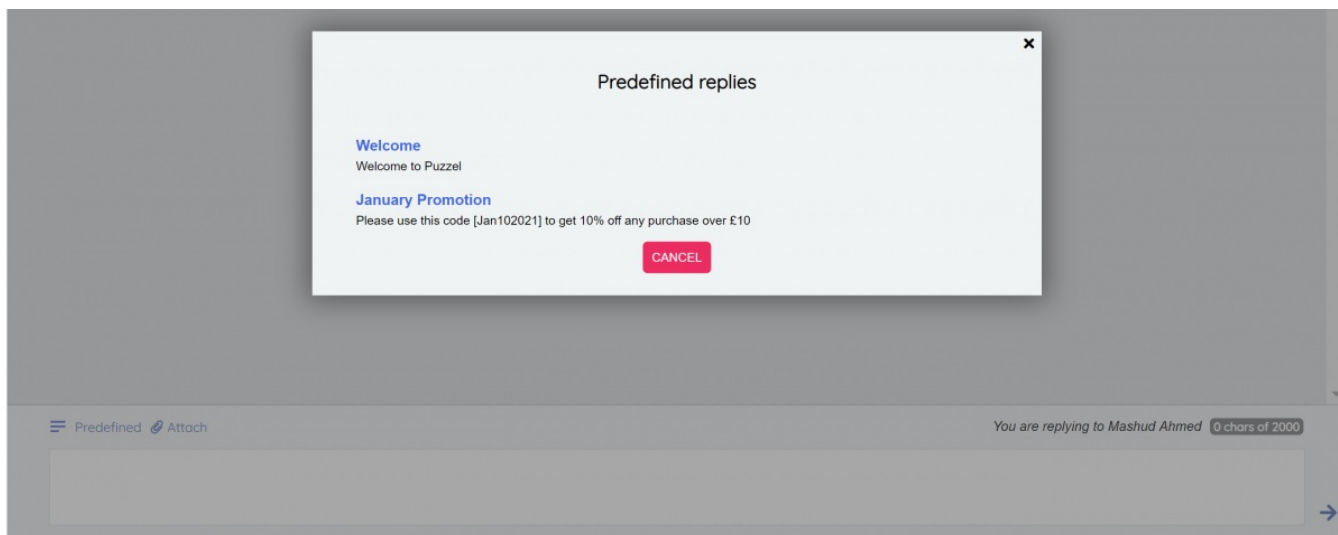 Predefined replies
Welcome
Welcome to Puzzel
January Promotion
Please use this code [Jan102021] to get 10% off any purchase over £10
CANCEL
Predefined Attach
You are replying to Mashud Ahmed 0 chars of 2000